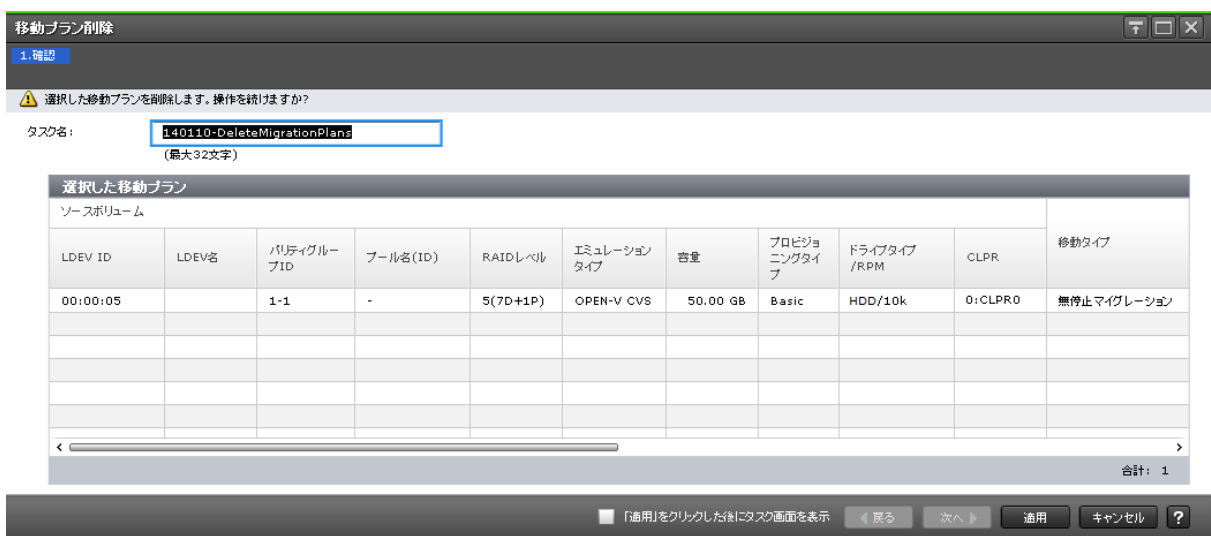 移動プラン削除
1.確認
選択した移動プランを削除します。操作を続けますか?
タスク名:
140110-DeleteMigrationPlans
(最大32文字)
選択した移動プラン
ソースボリューム
移動タイプ
LDEV ID
LDEV名
パリティグルー
プID
プール名(ID)
RAIDレベル
エミュレーション
タイプ
容量
プロビジョ
ニングタイ
プ
ドライブタイプ
/RPM
CLPR
00:00:05 1-1 - 5(7D+1P) OPEN-V CVS 50.00 GB Basic HDD/10k 0:CLPR0 無停止マイグレーション
合計: 1
「適用」をクリックした後にタスク画面を表示 戻る 次へ 適用 キャンセル ?